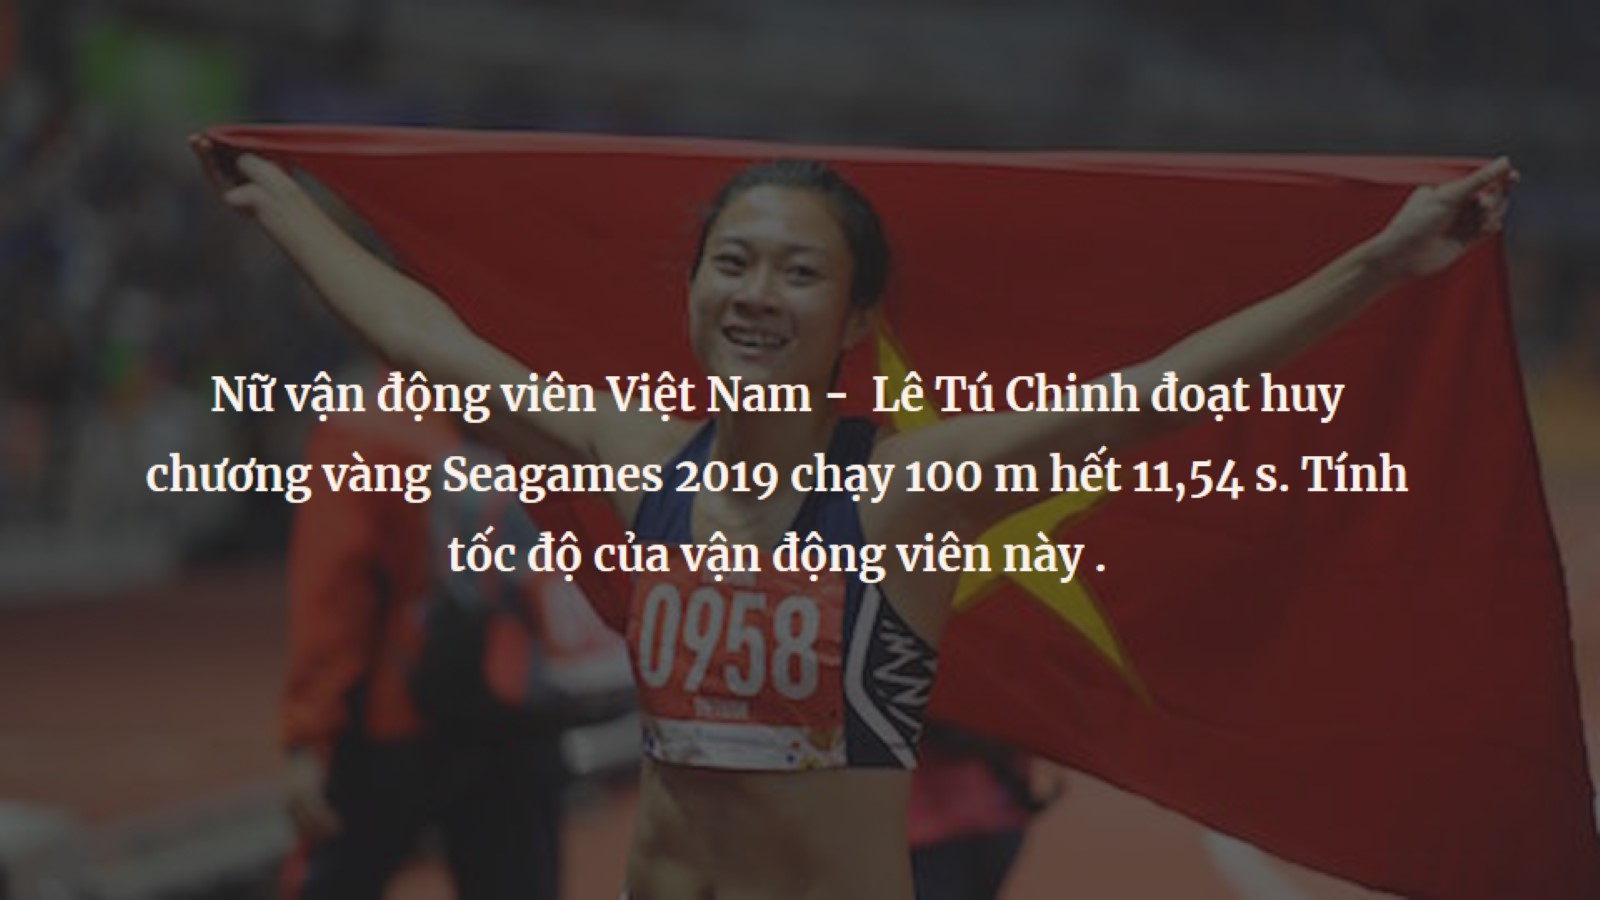 Nữ vận động viên Việt Nam - Lê Tú Chinh đoạt huy
chương vàng Seagames 2019 chạy 100 m hết 11,54 s. Tính
tốc độ của vận động viên này .
0958